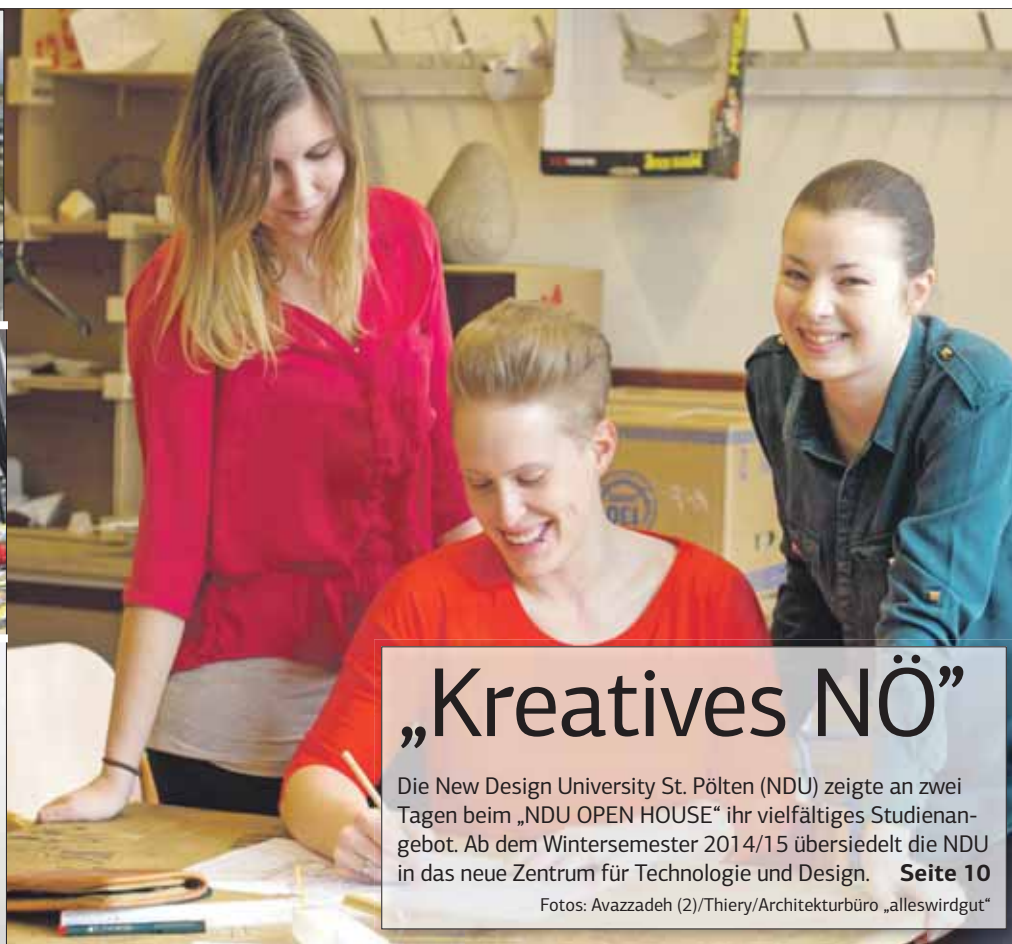 „Kreatives NÖ”
Die New Design University St. Pölten (NDU) zeigte an zwei
Tagen beim „NDU OPEN HOUSE“ ihr vielfältiges Studienan-
gebot. Ab dem Wintersemester 2014/15 übersiedelt die NDU
in das neue Zentrum für Technologie und Design. Seite 10
Fotos: Avazzadeh (2)/Thiery/Architekturbüro „alleswirdgut“